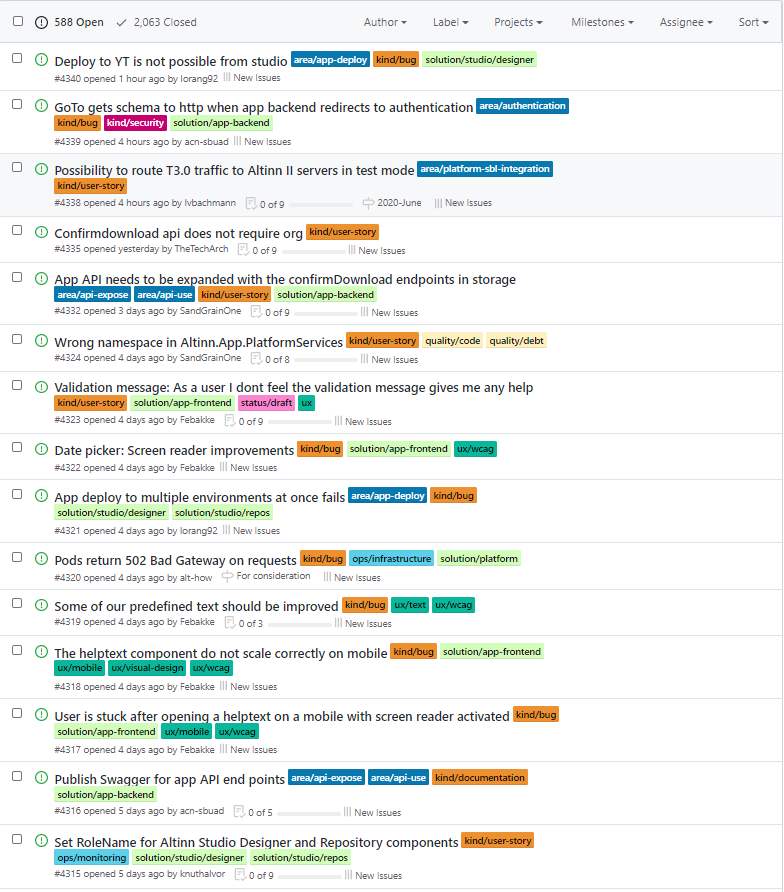 588 Open 2,063 Closed Author Label Projects Milestones Assignee Sort
Deploy to YT is not possible from studio area/app-deploy kind/bug solution/studio/designer
#4340 opened 1 hour ago by lorang92 New Issues
GoTo gets schema to http when app backend redirects to authentication area/authentication
kind/bug kind/security solution/app-backend
#4339 opened 4 hours ago by acn-sbuad New Issues
Possibility to route T3.0 traffic to Altinn II servers in test mode area/platform-sbl-integration
kind/user-story
#4338 opened 4 hours ago by lvbachmann 0 of 9 2020-June New Issues
Confirmdownload api does not require org kind/user-story
#4335 opened yesterday by TheTechArch 0 of 9 New Issues
App API needs to be expanded with the confirmDownload endpoints in storage
area/api-expose area/api-use kind/user-story solution/app-backend
#4332 opened 3 days ago by SandGrainOne 0 of 9 New Issues
Wrong namespace in Altinn.App.PlatformServices kind/user-story quality/code quality/debt
#4324 opened 4 days ago by SandGrainOne 0 of 8 New Issues
Validation message: As a user I dont feel the validation message gives me any help
kind/user-story solution/app-frontend status/draft ux
#4323 opened 4 days ago by Febakke 0 of 9 New Issues
Date picker: Screen reader improvements kind/bug solution/app-frontend ux/wcag
#4322 opened 4 days ago by Febakke New Issues
App deploy to multiple environments at once fails area/app-deploy kind/bug
solution/studio/designer solution/studio/repos
#4321 opened 4 days ago by lorang92 New Issues
Pods return 502 Bad Gateway on requests kind/bug ops/infrastructure solution/platform
#4320 opened 4 days ago by alt-how For consideration New Issues
Some of our predefined text should be improved kind/bug ux/text ux/wcag
#4319 opened 4 days ago by Febakke 0 of 3 New Issues
The helptext component do not scale correctly on mobile kind/bug solution/app-frontend
ux/mobile ux/visual-design ux/wcag
#4318 opened 4 days ago by Febakke New Issues
User is stuck after opening a helptext on a mobile with screen reader activated kind/bug
solution/app-frontend ux/mobile ux/wcag
#4317 opened 4 days ago by Febakke New Issues
Publish Swagger for app API end points area/api-expose area/api-use kind/documentation
solution/app-backend
#4316 opened 5 days ago by acn-sbuad 0 of 5 New Issues
Set RoleName for Altinn Studio Designer and Repository components kind/user-story
ops/monitoring solution/studio/designer solution/studio/repos
#4315 opened 5 days ago by knuthalvor 0 of 9 New Issues